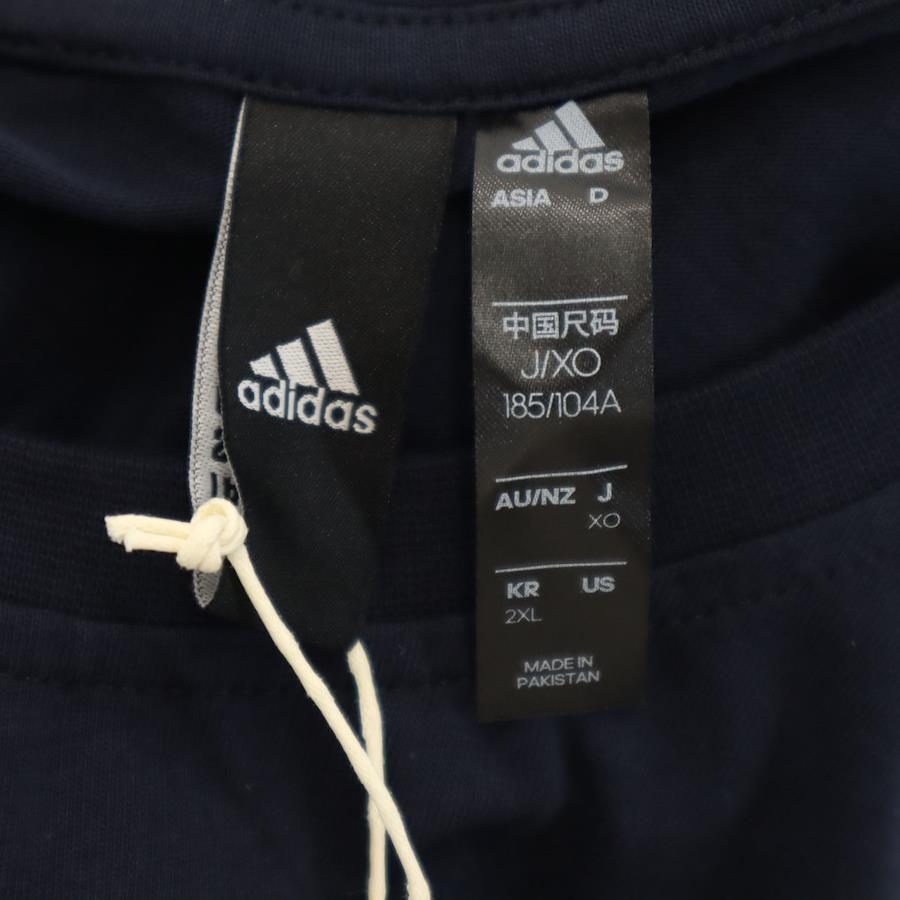 adidas
adidas
ASIA D
中国尺码
J/XO
185/104A
AU/NZ J
XO
KR US
2XL
MADE IN
PAKISTAN